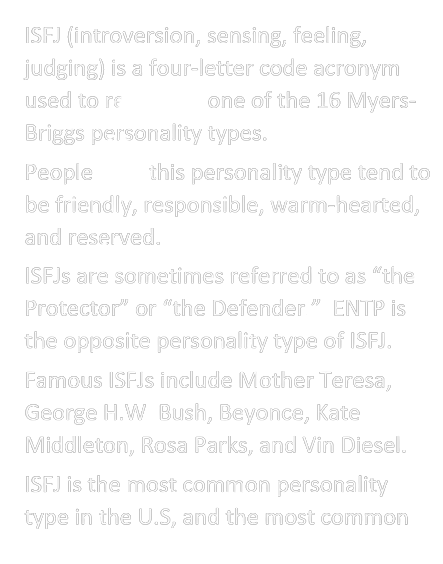 ISFJ (introversion, sensing, feeling,
judging) is a four-letter code acronym
used to one of the 16 Myers-
Briggs personality types.
People this personality type tend to
be friendly, responsible, warm-hearted,
and reserved.
ISFJs are sometimes referred to as “the
Protector” or “the Defender ” ENTP is
the opposite personality type of ISFJ.
Famous ISFJs include Mother Teresa,
George H.W Bush, Beyonce, Kate
Middleton, Rosa Parks, and Vin Diesel.
ISFJ is the most common personality
type in the U.S, and the most common